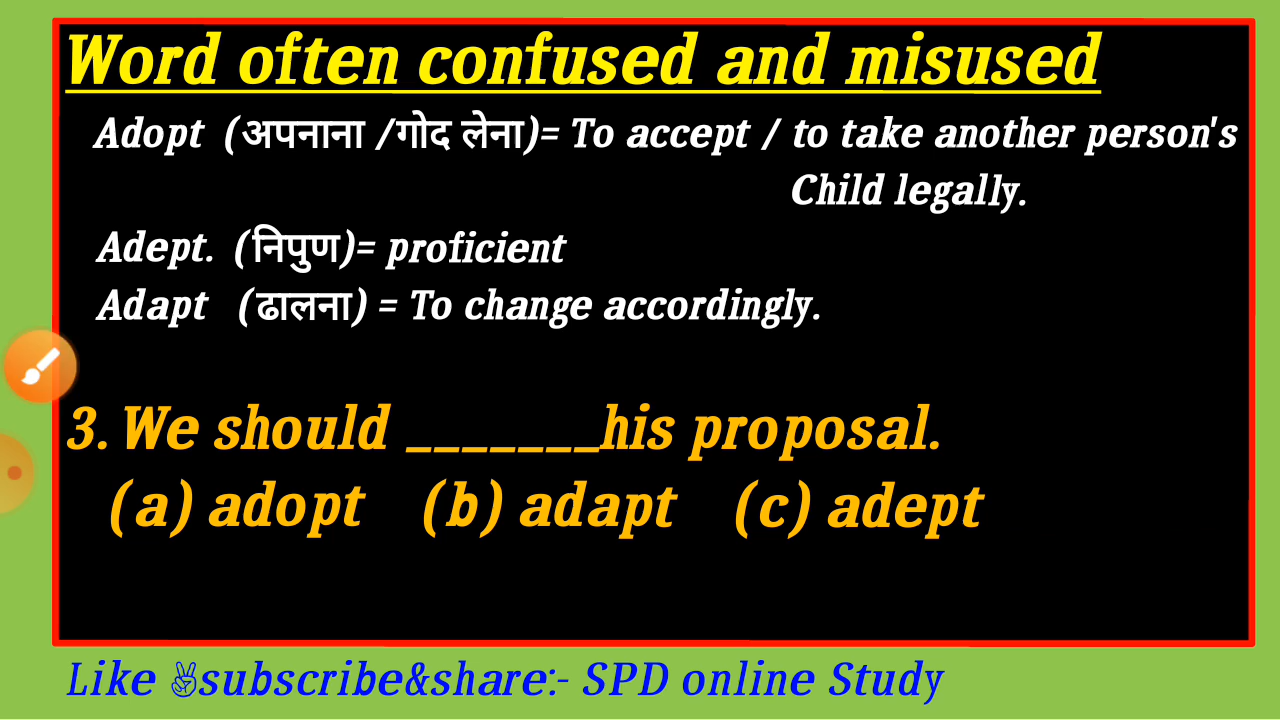 Word often confused and misused
Adopt (अपनाना /गोद लेना)= To accept / to take another person's
Child legally.
Adept. (निपुण)= proficient
Adapt (ढालना) = To change accordingly.
3. We should _______his proposal.
(a) adopt (b) adapt (c) adept
Like ✌subscribe&share:- SPD online Study